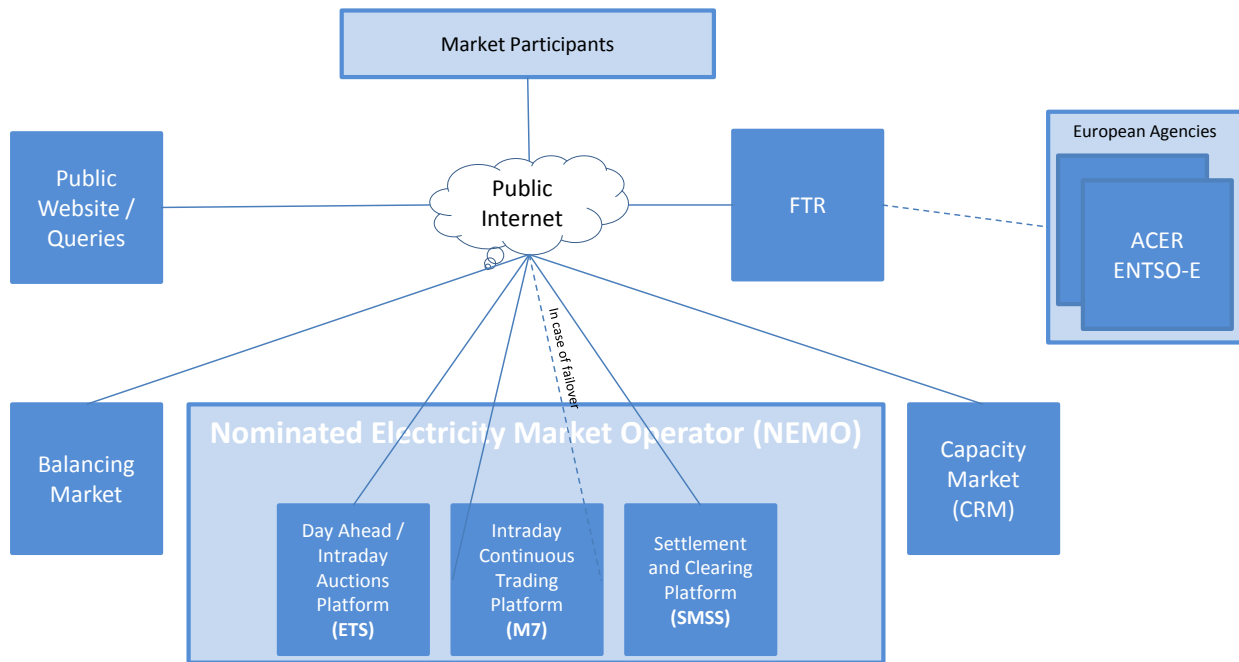 Market Participants
European Agencies
Public
Website /
Queries
Public
Internet
FTR
ACER
ENTSO-E
In case of failover
Nominated Electricity Market Operator (NEMO)
Balancing
Market
Capacity
Market
(CRM)
Day Ahead /
Intraday
Auctions
Platform
(ETS)
Intraday
Continuous
Trading
Platform
(M7)
Settlement
and Clearing
Platform
(SMSS)